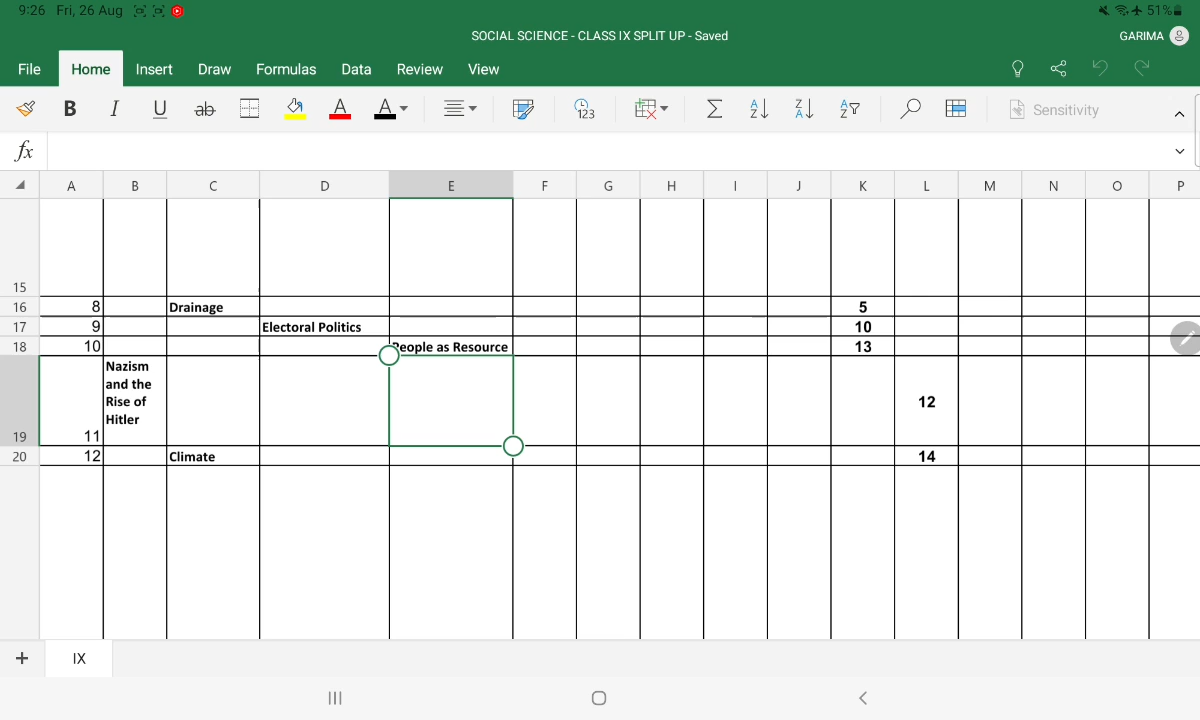 9:26 Fri, 26 Aug 51%
SOCIAL SCIENCE - CLASS IX SPLIT UP - Saved
GARIMA
File Home Insert Draw Formulas Data Review View
B I U ab A A 123 Sensitivity
fx
A B C D E F G H I J K L M N O P
15
16 8 Drainage 5
17 9 Electoral Politics 10
18 10 People as Resource 13
Nazism
and the
Rise of 12
Hitler
19 11
20 12 Climate 14
+ IX